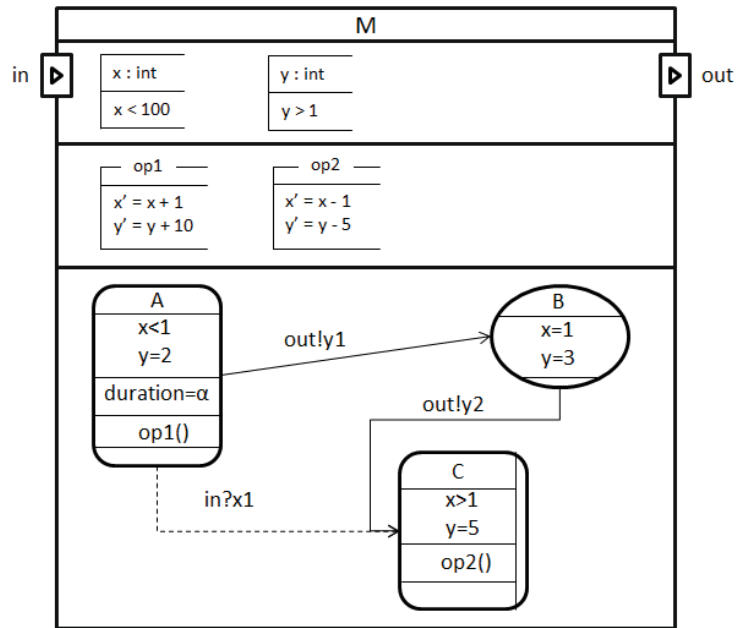 M
in
out
x : int
x < 100
y : int
y > 1
op1
x' = x + 1
y' = y + 10
op2
x' = x - 1
y' = y - 5
A
x<1
y=2
duration=α
op1()
out!y1
B
x=1
y=3
out!y2
in?x1
C
x>1
y=5
op2()